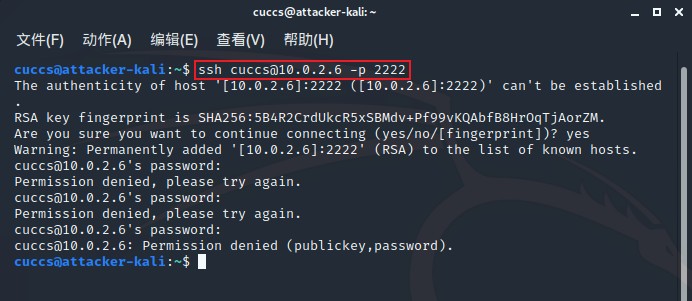 cuccs@attacker-kali: ~
文件(F) 动作(A) 编辑(E) 查看(V) 帮助(H)
cuccs@attacker-kali:~$ ssh cuccs@10.0.2.6 -p 2222
The authenticity of host '[10.0.2.6]:2222 ([10.0.2.6]:2222)' can't be established
.
RSA key fingerprint is SHA256:5B4R2CrdUkcR5xSBMdv+Pf99vKQAbfB8HrOqTjAorZM.
Are you sure you want to continue connecting (yes/no/[fingerprint])? yes
Warning: Permanently added '[10.0.2.6]:2222' (RSA) to the list of known hosts.
cuccs@10.0.2.6's password:
Permission denied, please try again.
cuccs@10.0.2.6's password:
Permission denied, please try again.
cuccs@10.0.2.6's password:
cuccs@10.0.2.6: Permission denied (publickey,password).
cuccs@attacker-kali:~$